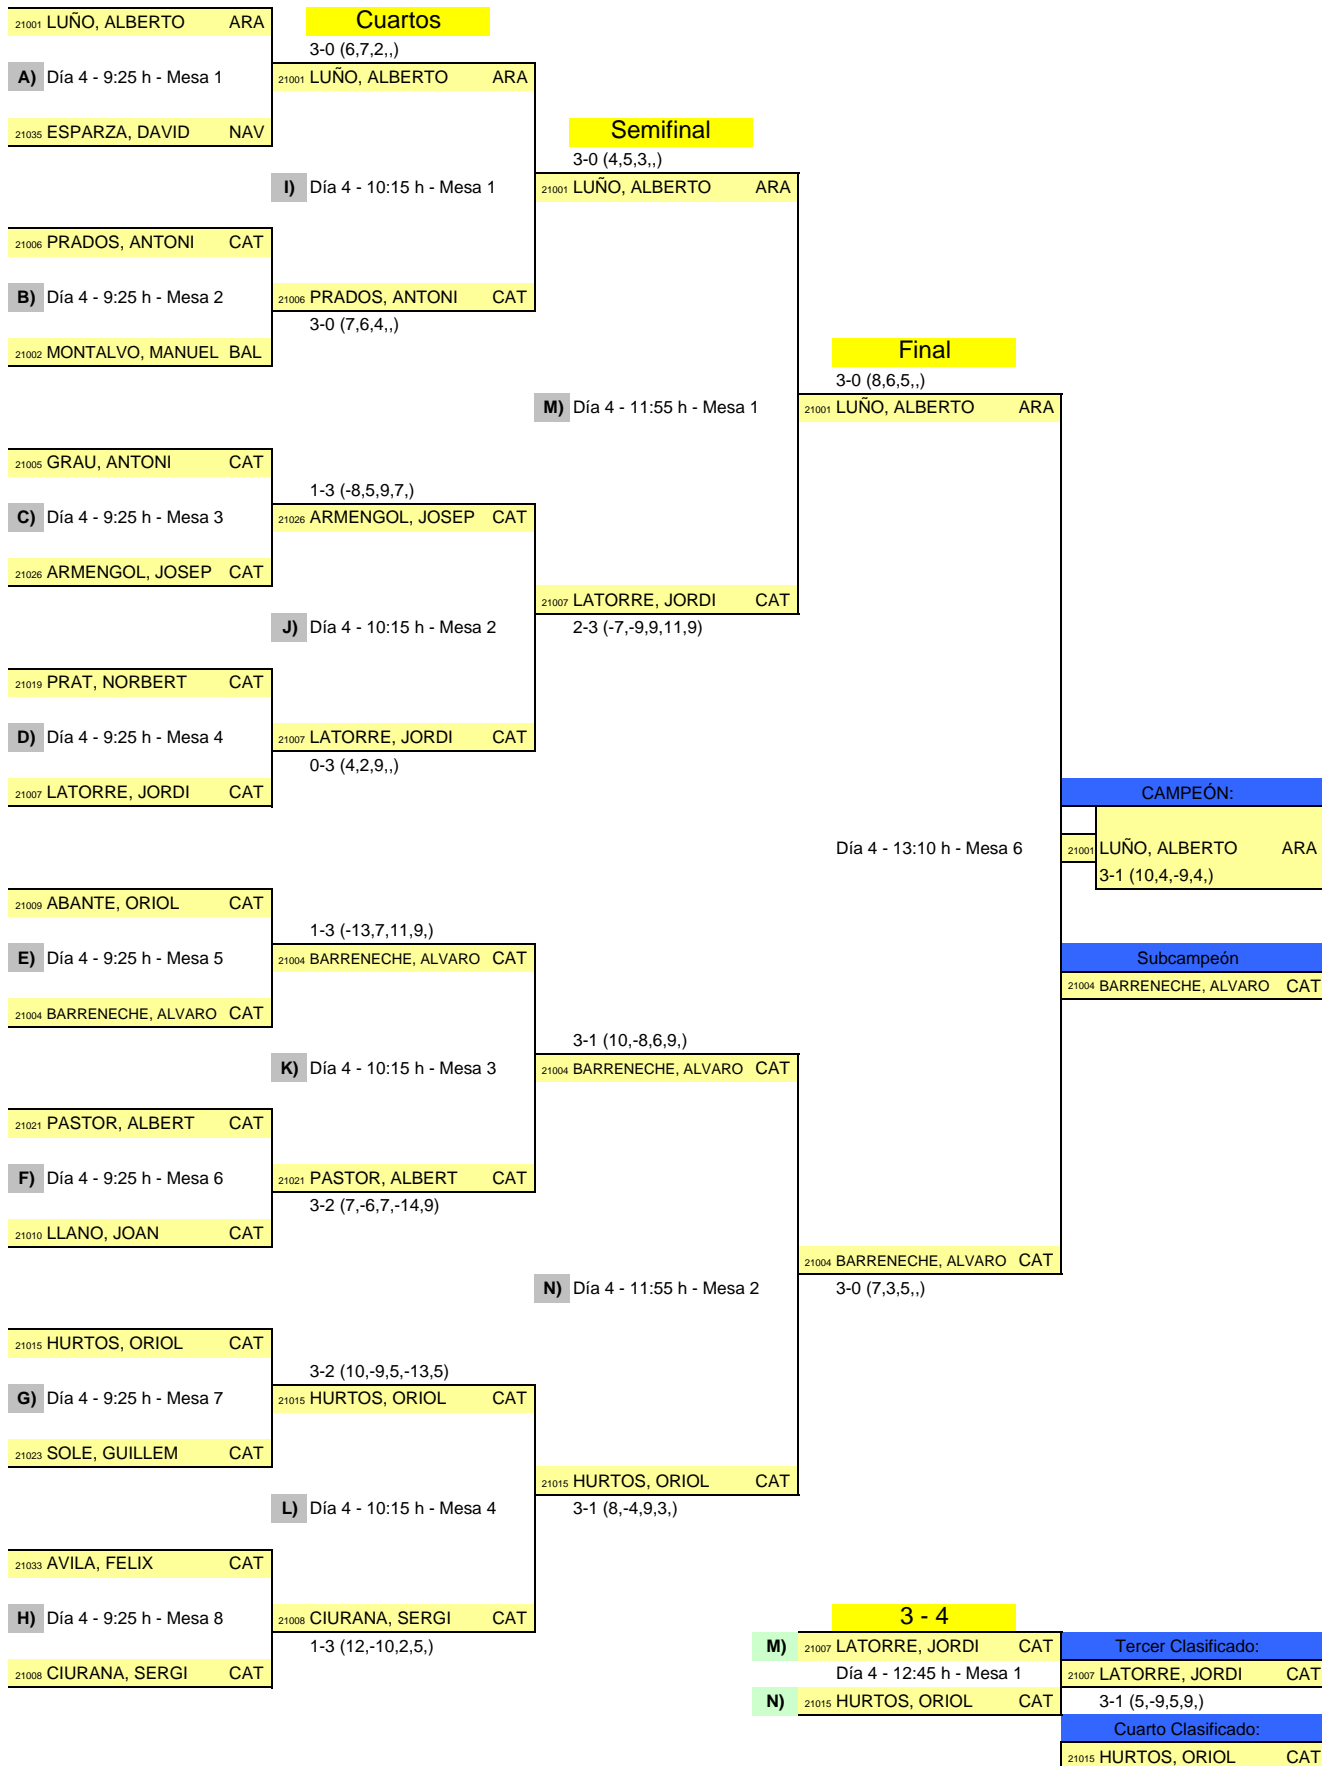 21001 LUÑO, ALBERTO ARA
Cuartos
3-0 (6,7,2,,)
A) Día 4 - 9:25 h - Mesa 1
21001 LUÑO, ALBERTO ARA
21035 ESPARZA, DAVID NAV
Semifinal
3-0 (4,5,3,,)
I) Día 4 - 10:15 h - Mesa 1
21001 LUÑO, ALBERTO ARA
21006 PRADOS, ANTONI CAT
B) Día 4 - 9:25 h - Mesa 2
21006 PRADOS, ANTONI CAT
3-0 (7,6,4,,)
21002 MONTALVO, MANUEL BAL
Final
3-0 (8,6,5,,)
M) Día 4 - 11:55 h - Mesa 1
21001 LUÑO, ALBERTO ARA
21005 GRAU, ANTONI CAT
1-3 (-8,5,9,7,)
C) Día 4 - 9:25 h - Mesa 3
21026 ARMENGOL, JOSEP CAT
21026 ARMENGOL, JOSEP CAT
21007 LATORRE, JORDI CAT
J) Día 4 - 10:15 h - Mesa 2
2-3 (-7,-9,9,11,9)
21019 PRAT, NORBERT CAT
D) Día 4 - 9:25 h - Mesa 4
21007 LATORRE, JORDI CAT
0-3 (4,2,9,,)
21007 LATORRE, JORDI CAT
CAMPEÓN:
Día 4 - 13:10 h - Mesa 6
21001 LUÑO, ALBERTO ARA
3-1 (10,4,-9,4,)
21009 ABANTE, ORIOL CAT
1-3 (-13,7,11,9,)
E) Día 4 - 9:25 h - Mesa 5
21004 BARRENECHE, ALVARO CAT
Subcampeón
21004 BARRENECHE, ALVARO CAT
21004 BARRENECHE, ALVARO CAT
3-1 (10,-8,6,9,)
K) Día 4 - 10:15 h - Mesa 3
21004 BARRENECHE, ALVARO CAT
21021 PASTOR, ALBERT CAT
F) Día 4 - 9:25 h - Mesa 6
21021 PASTOR, ALBERT CAT
3-2 (7,-6,7,-14,9)
21010 LLANO, JOAN CAT
21004 BARRENECHE, ALVARO CAT
N) Día 4 - 11:55 h - Mesa 2
3-0 (7,3,5,,)
21015 HURTOS, ORIOL CAT
3-2 (10,-9,5,-13,5)
G) Día 4 - 9:25 h - Mesa 7
21015 HURTOS, ORIOL CAT
21023 SOLE, GUILLEM CAT
21015 HURTOS, ORIOL CAT
L) Día 4 - 10:15 h - Mesa 4
3-1 (8,-4,9,3,)
21033 AVILA, FELIX CAT
H) Día 4 - 9:25 h - Mesa 8
21008 CIURANA, SERGI CAT
1-3 (12,-10,2,5,)
21008 CIURANA, SERGI CAT
3 - 4
M) 21007 LATORRE, JORDI CAT
Tercer Clasificado:
Día 4 - 12:45 h - Mesa 1
21007 LATORRE, JORDI CAT
N) 21015 HURTOS, ORIOL CAT
3-1 (5,-9,5,9,)
Cuarto Clasificado:
21015 HURTOS, ORIOL CAT